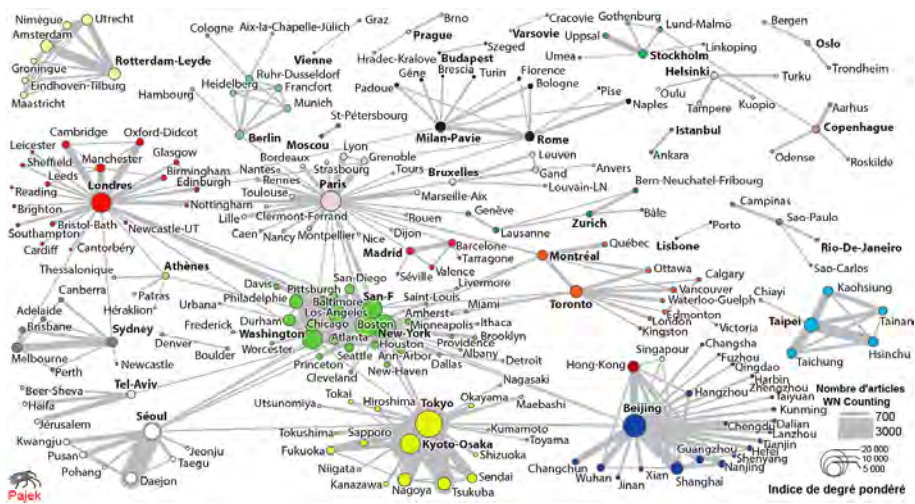 Nimègue
Utrecht
Amsterdam
Rotterdam-Leyde
Groningue
Eindhoven-Tilburg
Maastricht
Cologne
Aix-la-Chapelle-Jülich
Ruhr-Dusseldorf
Heidelberg
Francfort
Hambourg
Munich
Berlin
Graz
Vienne
Brno
Prague
Hradec-Kralove
Budapest
Szeged
Cracovie
Varsovie
Moscou
St-Pétersbourg
Gêne
Brescia
Turin
Florence
Padoue
Bologne
Pise
Naples
Milan-Pavie
Rome
Gothenburg
Lund-Malmö
Uppsal
Linkoping
Umea
Stockholm
Helsinki
Oulu
Turku
Tampere
Kuopio
Bergen
Oslo
Trondheim
Aarhus
Copenhague
Odense
Roskilde
Istanbul
Ankara
Cambridge
Oxford-Didcot
Leicester
Sheffield
Manchester
Glasgow
Leeds
Birmingham
Londres
Edinburgh
Reading
Nottingham
Brighton
Bristol-Bath
Southampton
Newcastle-UT
Cardiff
Cantorbéry
Bordeaux
Lyon
Nantes
Strasbourg
Grenoble
Rennes
Tours
Toulouse
Paris
Marseille-Aix
Lille
Clermont-Ferrand
Rouen
Caen
Nancy
Montpellier
Nice
Dijon
Bruxelles
Leuven
Gand
Anvers
Louvain-LN
Bern-Neuchatel-Fribourg
Genève
Lausanne
Zurich
Bâle
Lisbone
Porto
Madrid
Barcelone
Tarragone
Séville
Valence
Campinas
Sao-Paulo
Rio-De-Janeiro
Sao-Carlos
Montréal
Québec
Ottawa
Calgary
Vancouver
Waterloo-Guelph
Edmonton
Toronto
London
Kingston
Victoria
Thessalonique
Athènes
Patras
Héraklion
Canberra
Adelaide
Brisbane
Sydney
Melbourne
Newcastle
Perth
Tel-Aviv
Beer-Sheva
Haifa
Jérusalem
Davis
Pittsburgh
San-Diego
Livermore
Urbana
Philadelphie
Baltimore
San-F
Saint-Louis
Miami
Los-Angeles
Amherst
Frederick
Durham
Chicago
Boston
Minneapolis
Ithaca
Washington
New-York
Brooklyn
Denver
Atlanta
Houston
Providence
Worcester
Seattle
Ann-Arbor
Albany
Boulder
Princeton
New-Haven
Dallas
Detroit
Cleveland
Séoul
Kwangju
Jeonju
Pusan
Taegu
Pohang
Daejon
Tokai
Tokyo
Okayama
Nagasaki
Utsunomiya
Hiroshima
Maebashi
Tokushima
Sapporo
Kyoto-Osaka
Kumamoto
Toyama
Fukuoka
Shizuoka
Niigata
Sendai
Kanazawa
Nagoya
Tsukuba
Chiayi
Kaohsiung
Taipei
Tainan
Taichung
Hsinchu
Singapour
Changsha
Hong-Kong
Fuzhou
Qingdao
Harbin
Hangzhou
Zhengzhou
Taiyuan
Kunming
Beijing
Dalian
Chengdu
Lanzhou
Tianjin
Guangzhou
Hefei
Shenyang
Changchun
Wuhan
Xian
Nanjing
Jinan
Shanghai
Nombre d'articles
WN Counting
700
3000
20 000
10 000
5 000
Indice de degré pondéré
Pajek